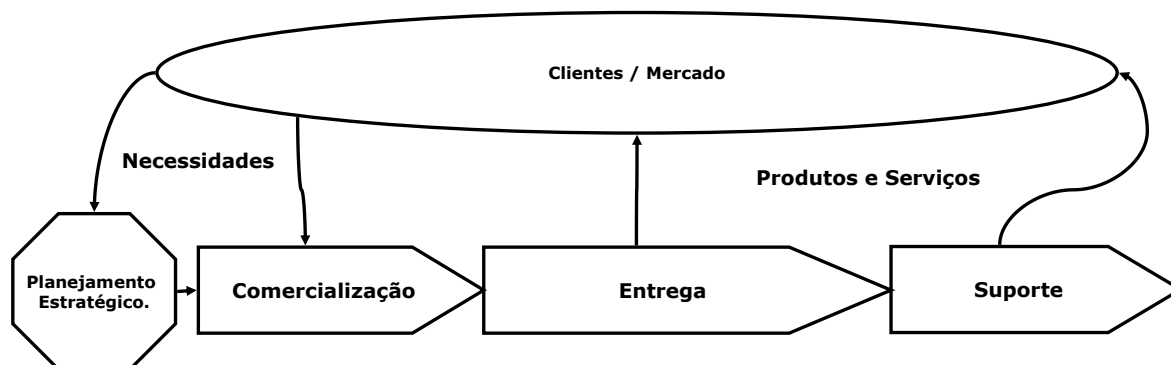 Clientes / Mercado
Necessidades
Produtos e Serviços
Planejamento
Estratégico.
Comercialização
Entrega
Suporte